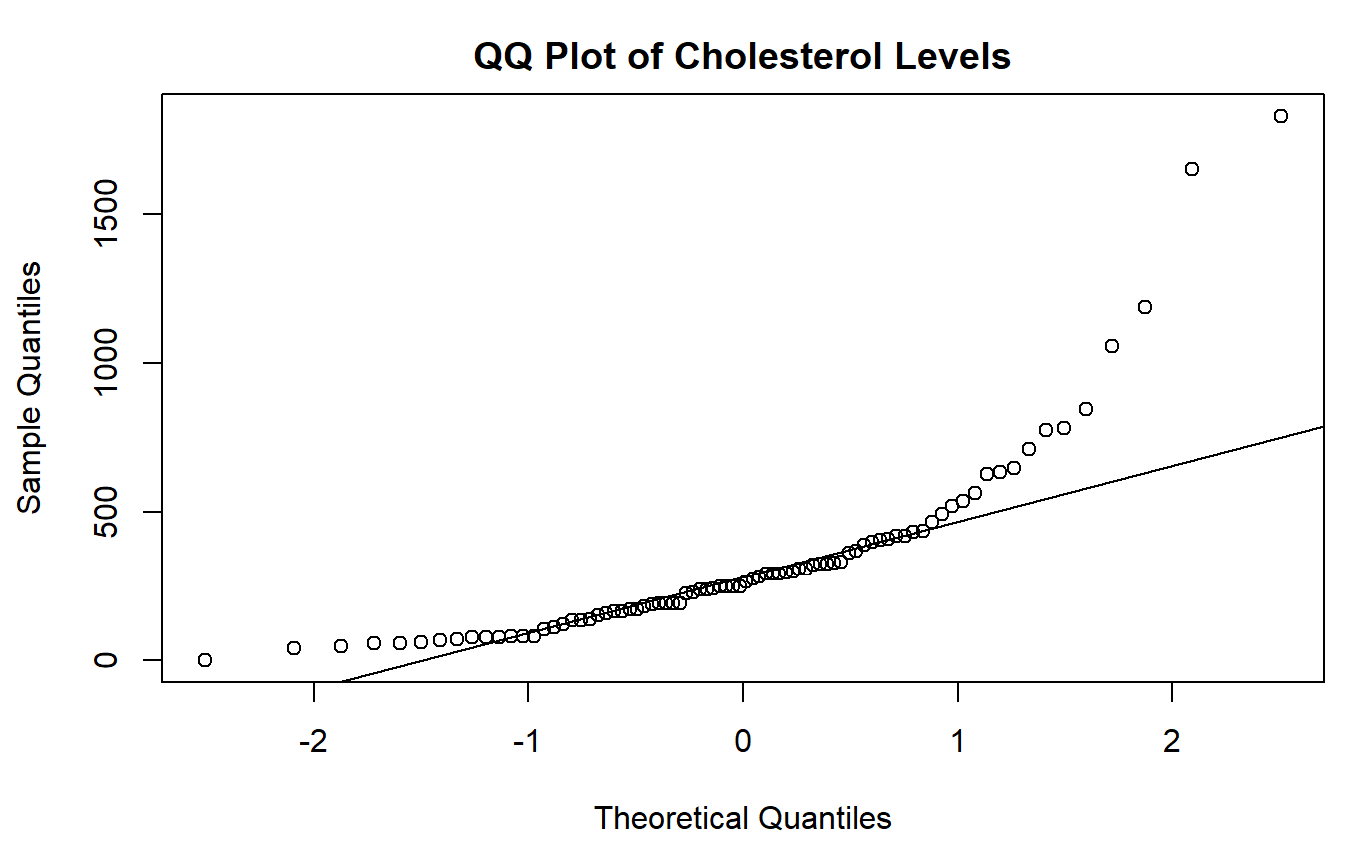 QQ Plot of Cholesterol Levels
Sample Quantiles
1500
1000
500
0
-2 -1 0 1 2
Theoretical Quantiles